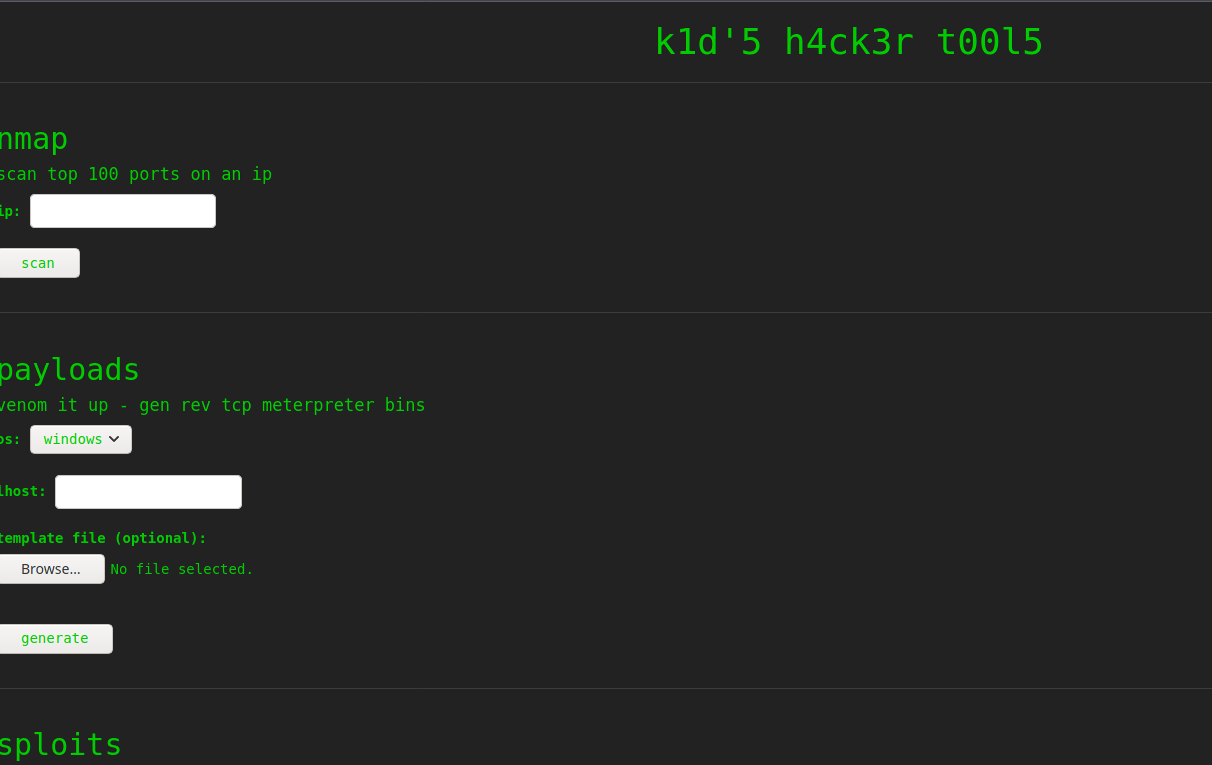 k1d'5 h4ck3r t00l5
nmap
scan top 100 ports on an ip
ip:
scan
payloads
venom it up - gen rev tcp meterpreter bins
os:
windows
lhost:
template file (optional):
Browse... No file selected.
generate
sploits